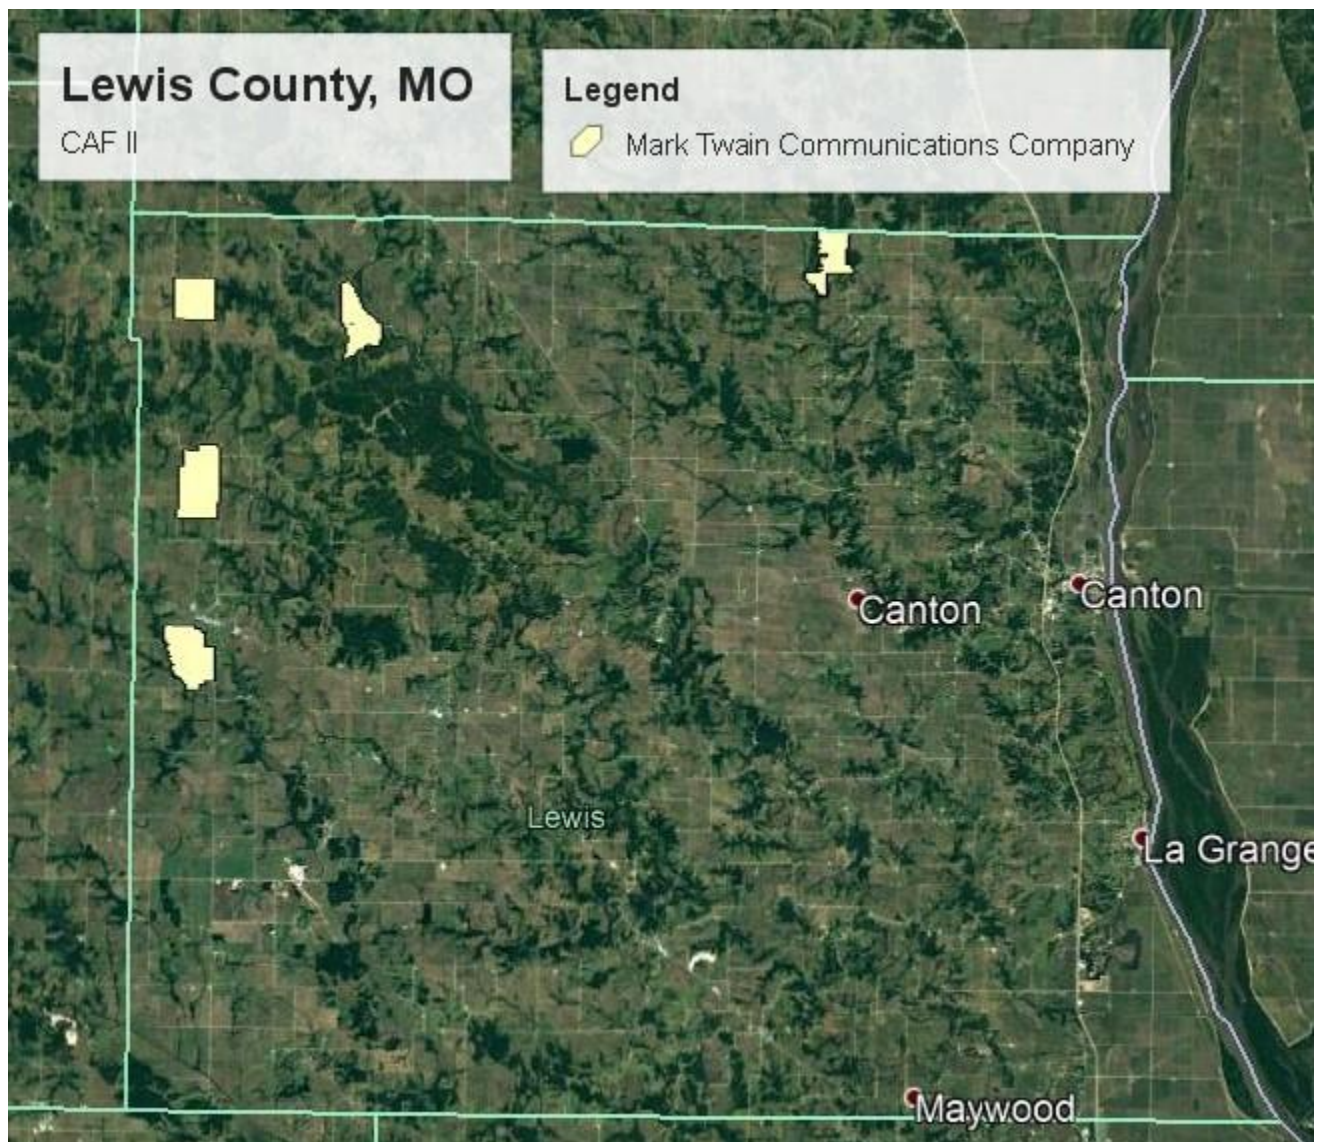 Lewis County, MO
CAF II
Legend
Mark Twain Communications Company
Canton
Canton
Lewis
La Grange
Maywood